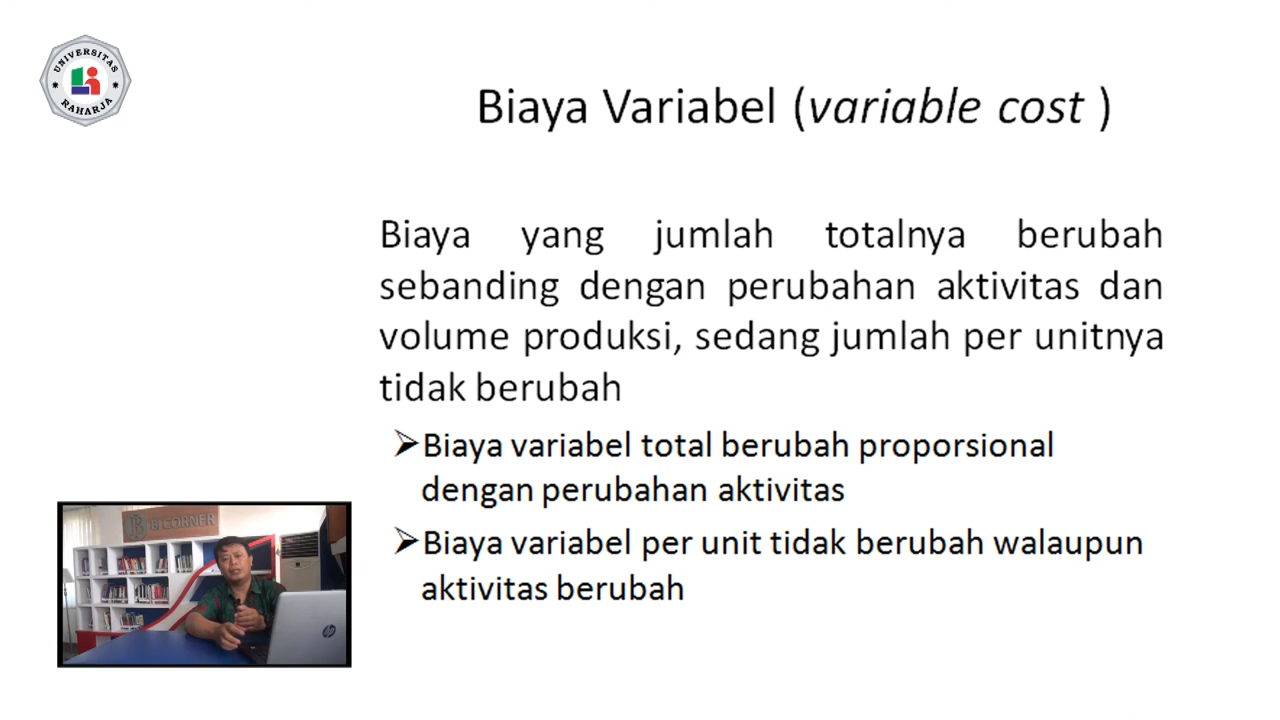 UNIVERSITAS
RAHARJA
Biaya Variabel (variable cost )
Biaya yang jumlah totalnya berubah
sebanding dengan perubahan aktivitas dan
volume produksi, sedang jumlah per unitnya
tidak berubah
➢Biaya variabel total berubah proporsional
dengan perubahan aktivitas
➢Biaya variabel per unit tidak berubah walaupun
aktivitas berubah
CORNER
hp